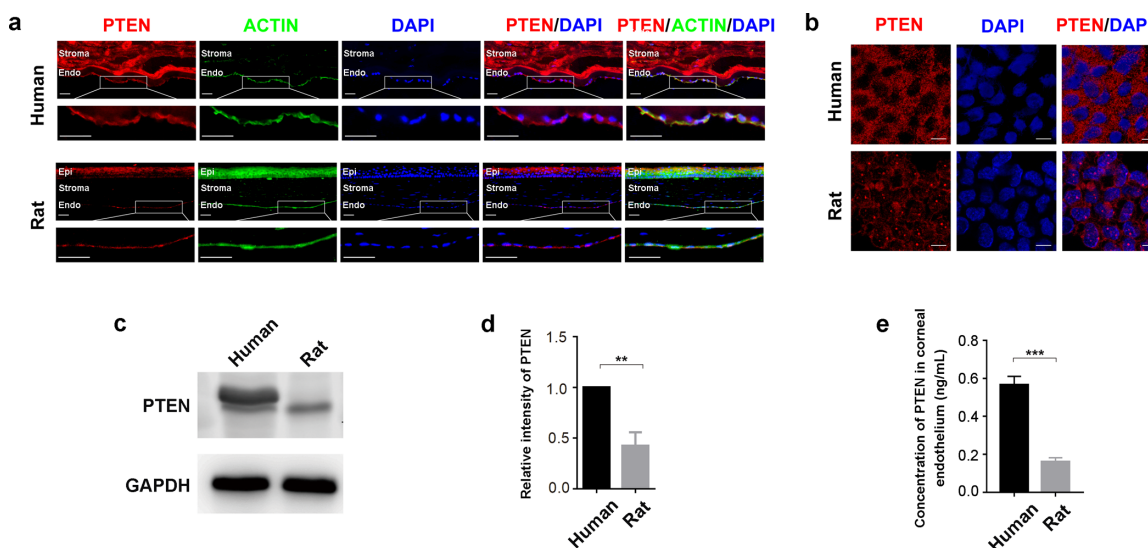 a
PTEN ACTIN DAPI PTEN/DAPI PTEN/ACTIN/DAPI
Human
Stroma Stroma Stroma Stroma Stroma
Endo Endo Endo Endo Endo
Rat
Epi Epi Epi Epi Epi
Stroma Stroma Stroma Stroma Stroma
Endo Endo Endo Endo Endo
b
PTEN DAPI PTEN/DAPI
Human
Rat
c
Human Rat
PTEN
GAPDH
d
Relative intensity of PTEN
1.5
1.0
0.5
0.0
**
Human Rat
e
Concentration of PTEN in corneal
endothelium (ng/mL)
0.8
0.6
0.4
0.2
0.0
***
Human Rat